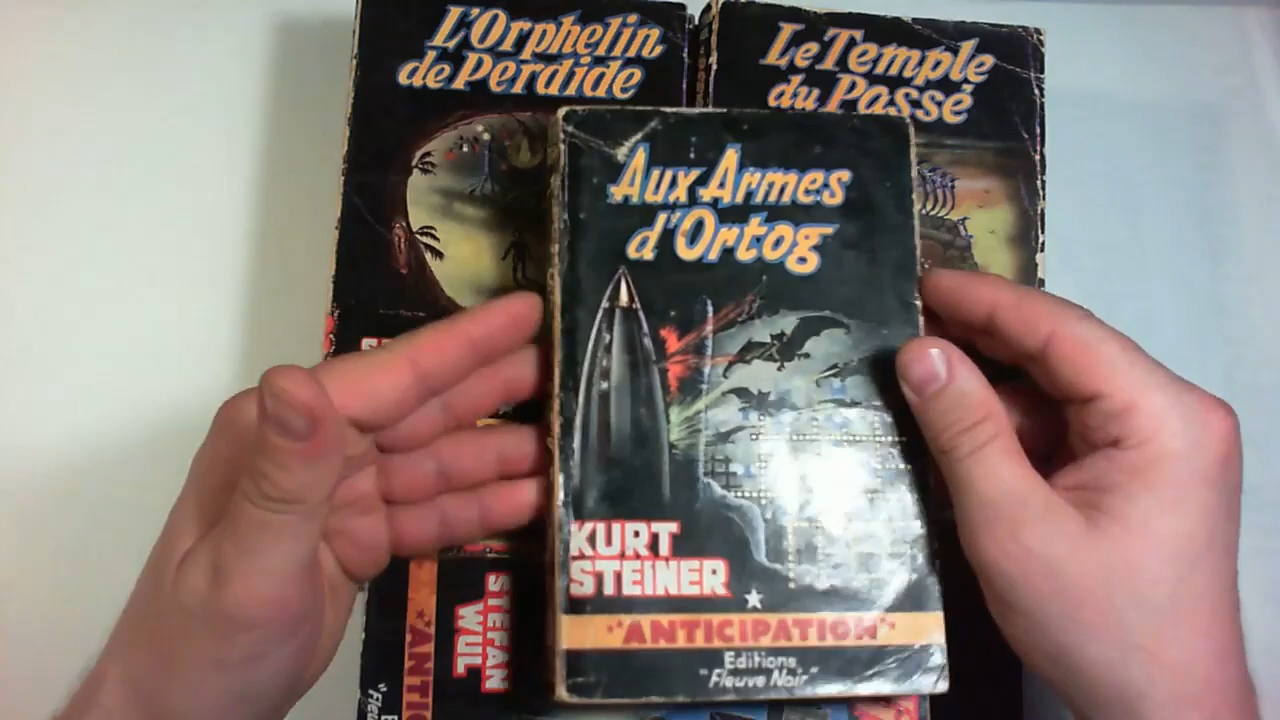 L'Orphelin
de Perdide
Le Temple
du Passé
Aux Armes
d'Ortog
KURT
STEINER
"ANTICIPATION"
Editions
"Fleuve Noir"
STEFAN
WUL